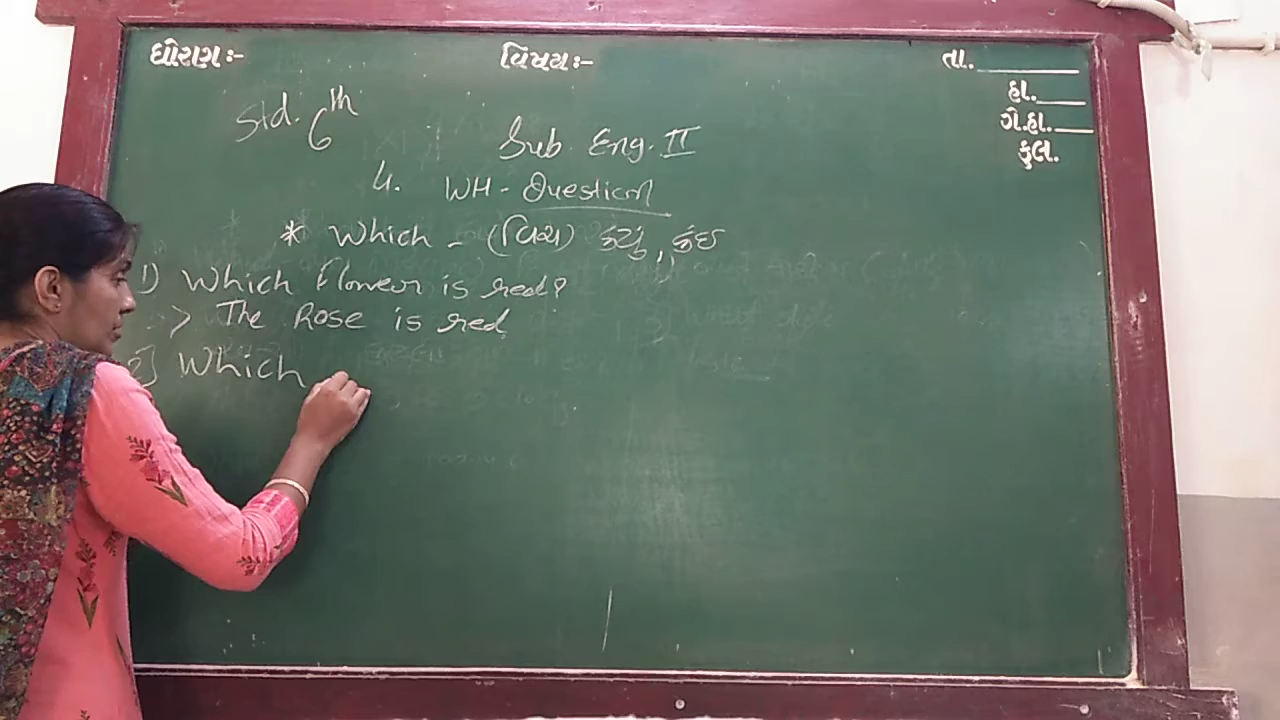 ધોરણ:- વિષય:- તા.
હા.
ગે.હા.
કુલ.
Std. 6th
Sub. Eng. II
4. WH - Question
* Which - (વિચ) કયું, કઇ
1) Which Flower is red?
> The Rose is red.
2] Which